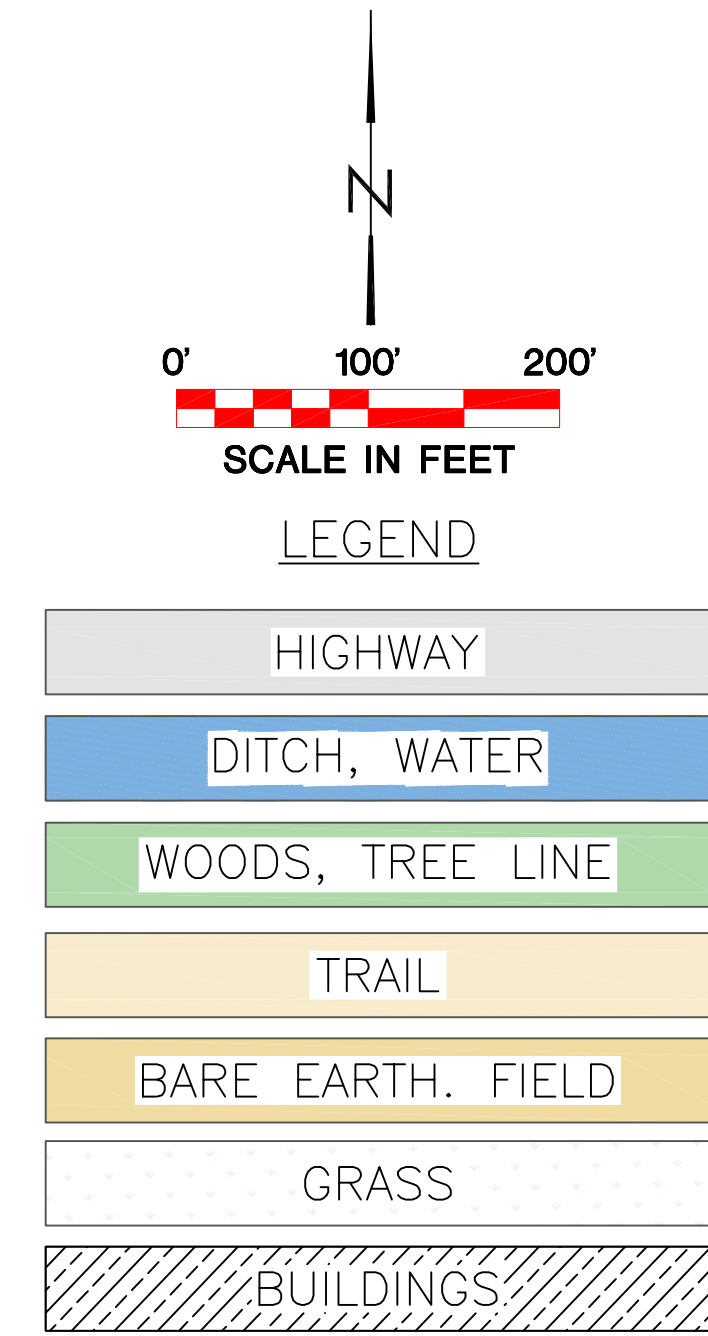 N
0' 100' 200'
SCALE IN FEET
LEGEND
HIGHWAY
DITCH, WATER
WOODS, TREE LINE
TRAIL
BARE EARTH. FIELD
GRASS
BUILDINGS